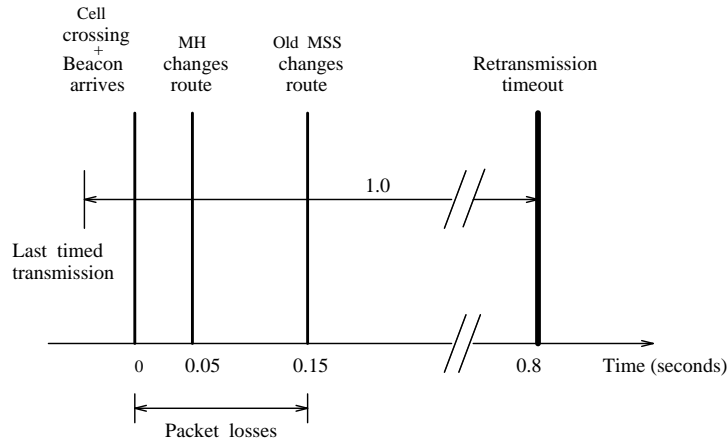 Cell
crossing
+
Beacon
arrives
MH
changes
route
Old MSS
changes
route
Retransmission
timeout
1.0
Last timed
transmission
0
0.05
0.15
0.8
Time (seconds)
Packet losses